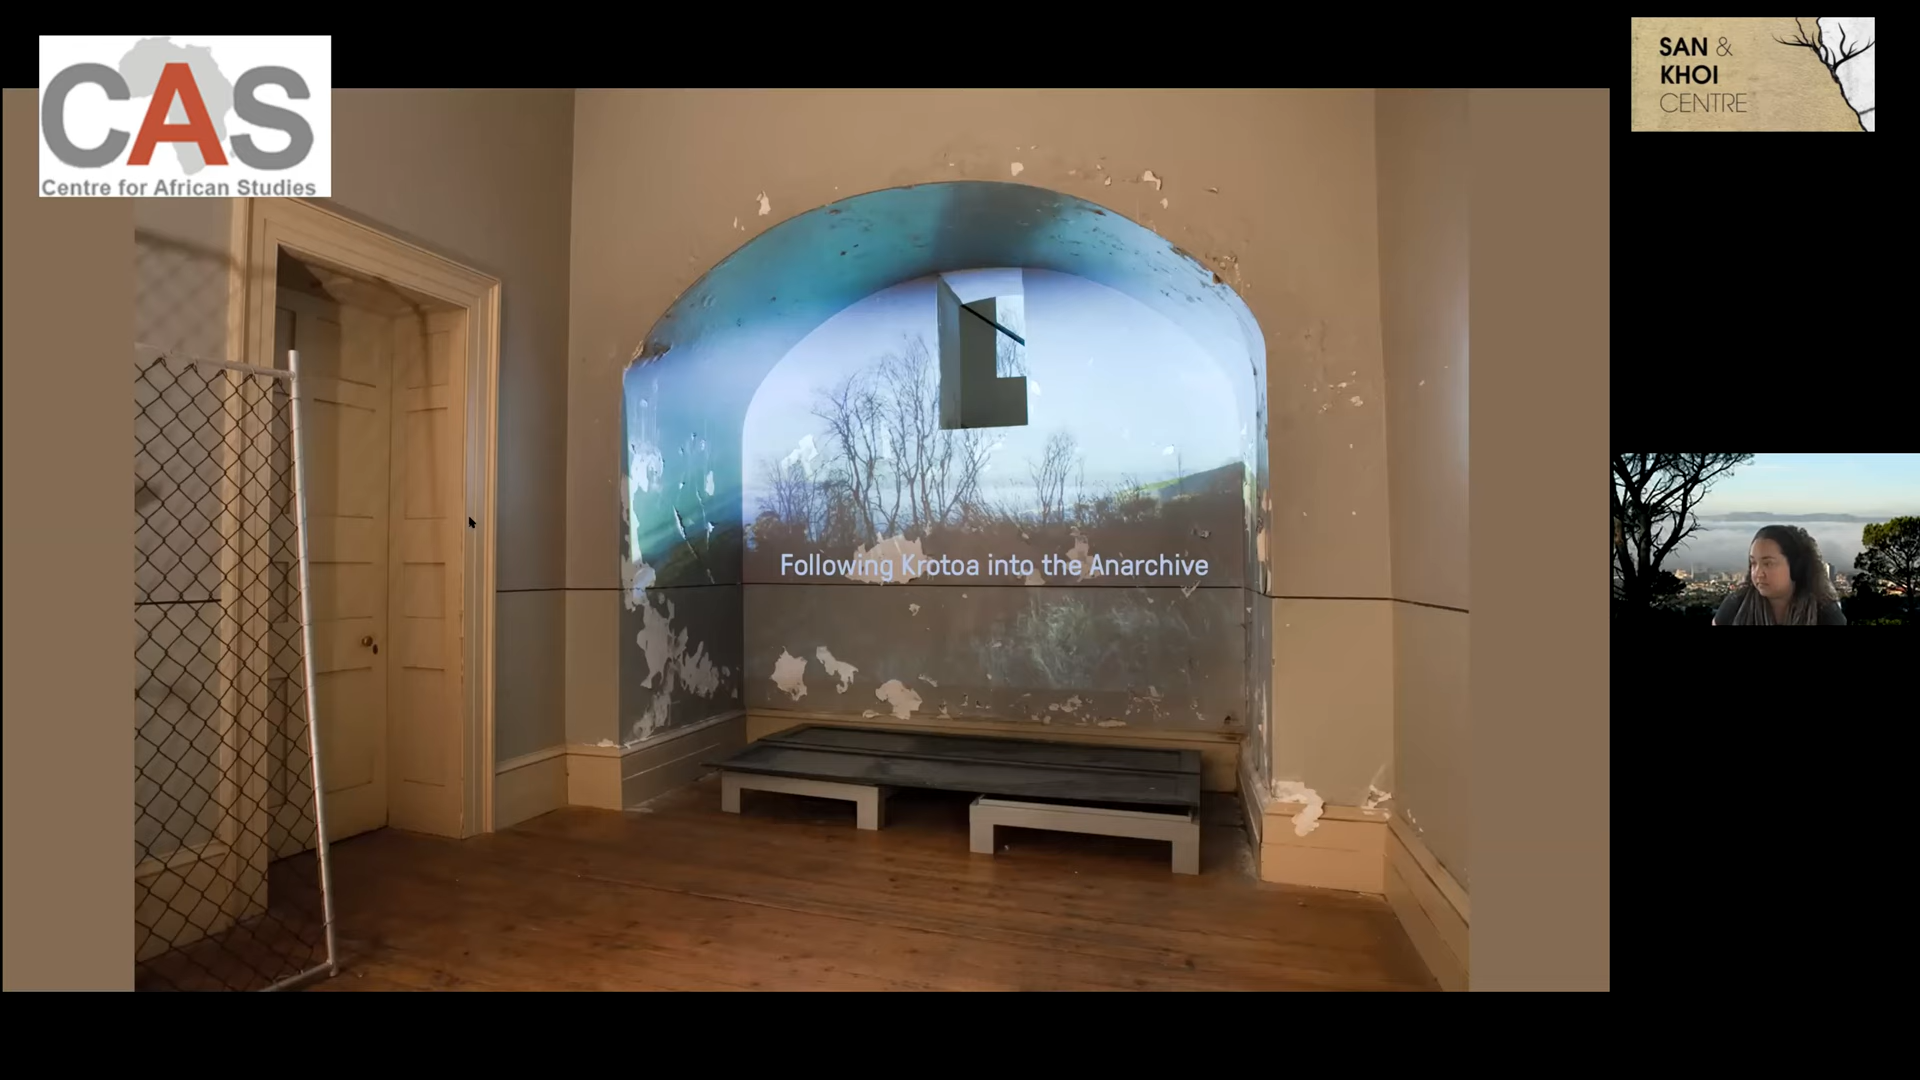 CAS
Centre for African Studies
SAN &
KHOI
CENTRE
Following Krotoa into the Anarchive